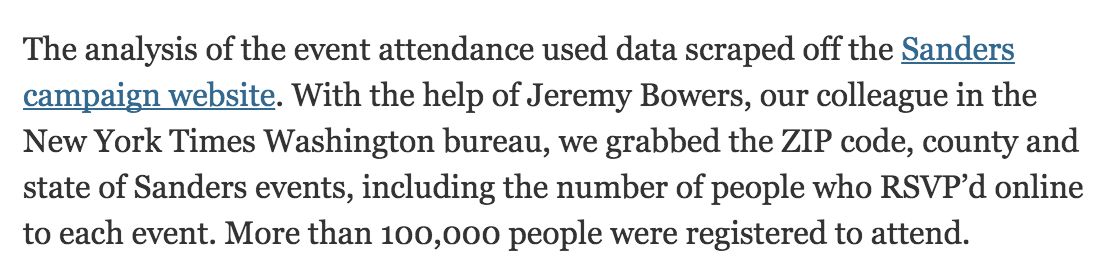 The analysis of the event attendance used data scraped off the Sanders
campaign website. With the help of Jeremy Bowers, our colleague in the
New York Times Washington bureau, we grabbed the ZIP code, county and
state of Sanders events, including the number of people who RSVP’d online
to each event. More than 100,000 people were registered to attend.